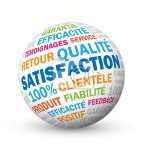 GARANTIE
EFFICACITÉ
TÉMOIGNAGES SERVICE
RETOUR QUALITÉ
SATISFACTION
100% CLIENTÈLE
PRODUIT FIABILITÉ
EFFICACITÉ FEEDBACK
POSITIF